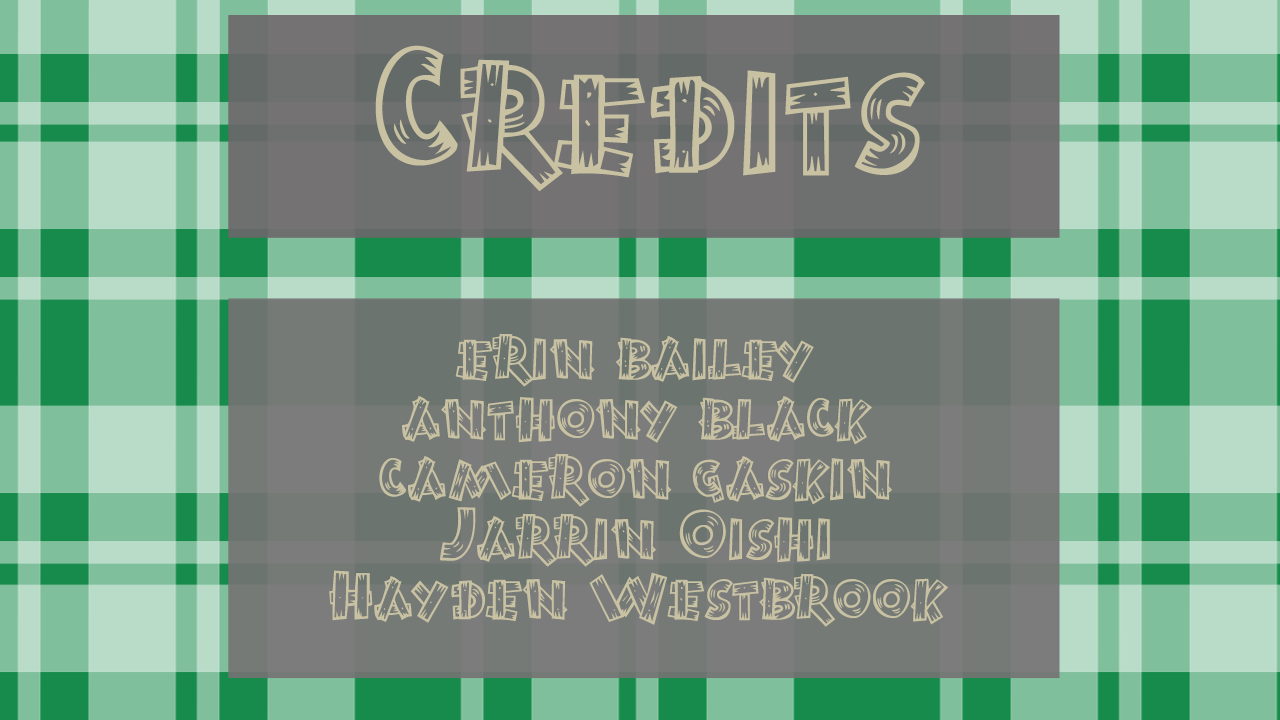 Credits
Erin Bailey
Anthony Black
Cameron Gaskin
Jarrin Oishi
Hayden Westbrook